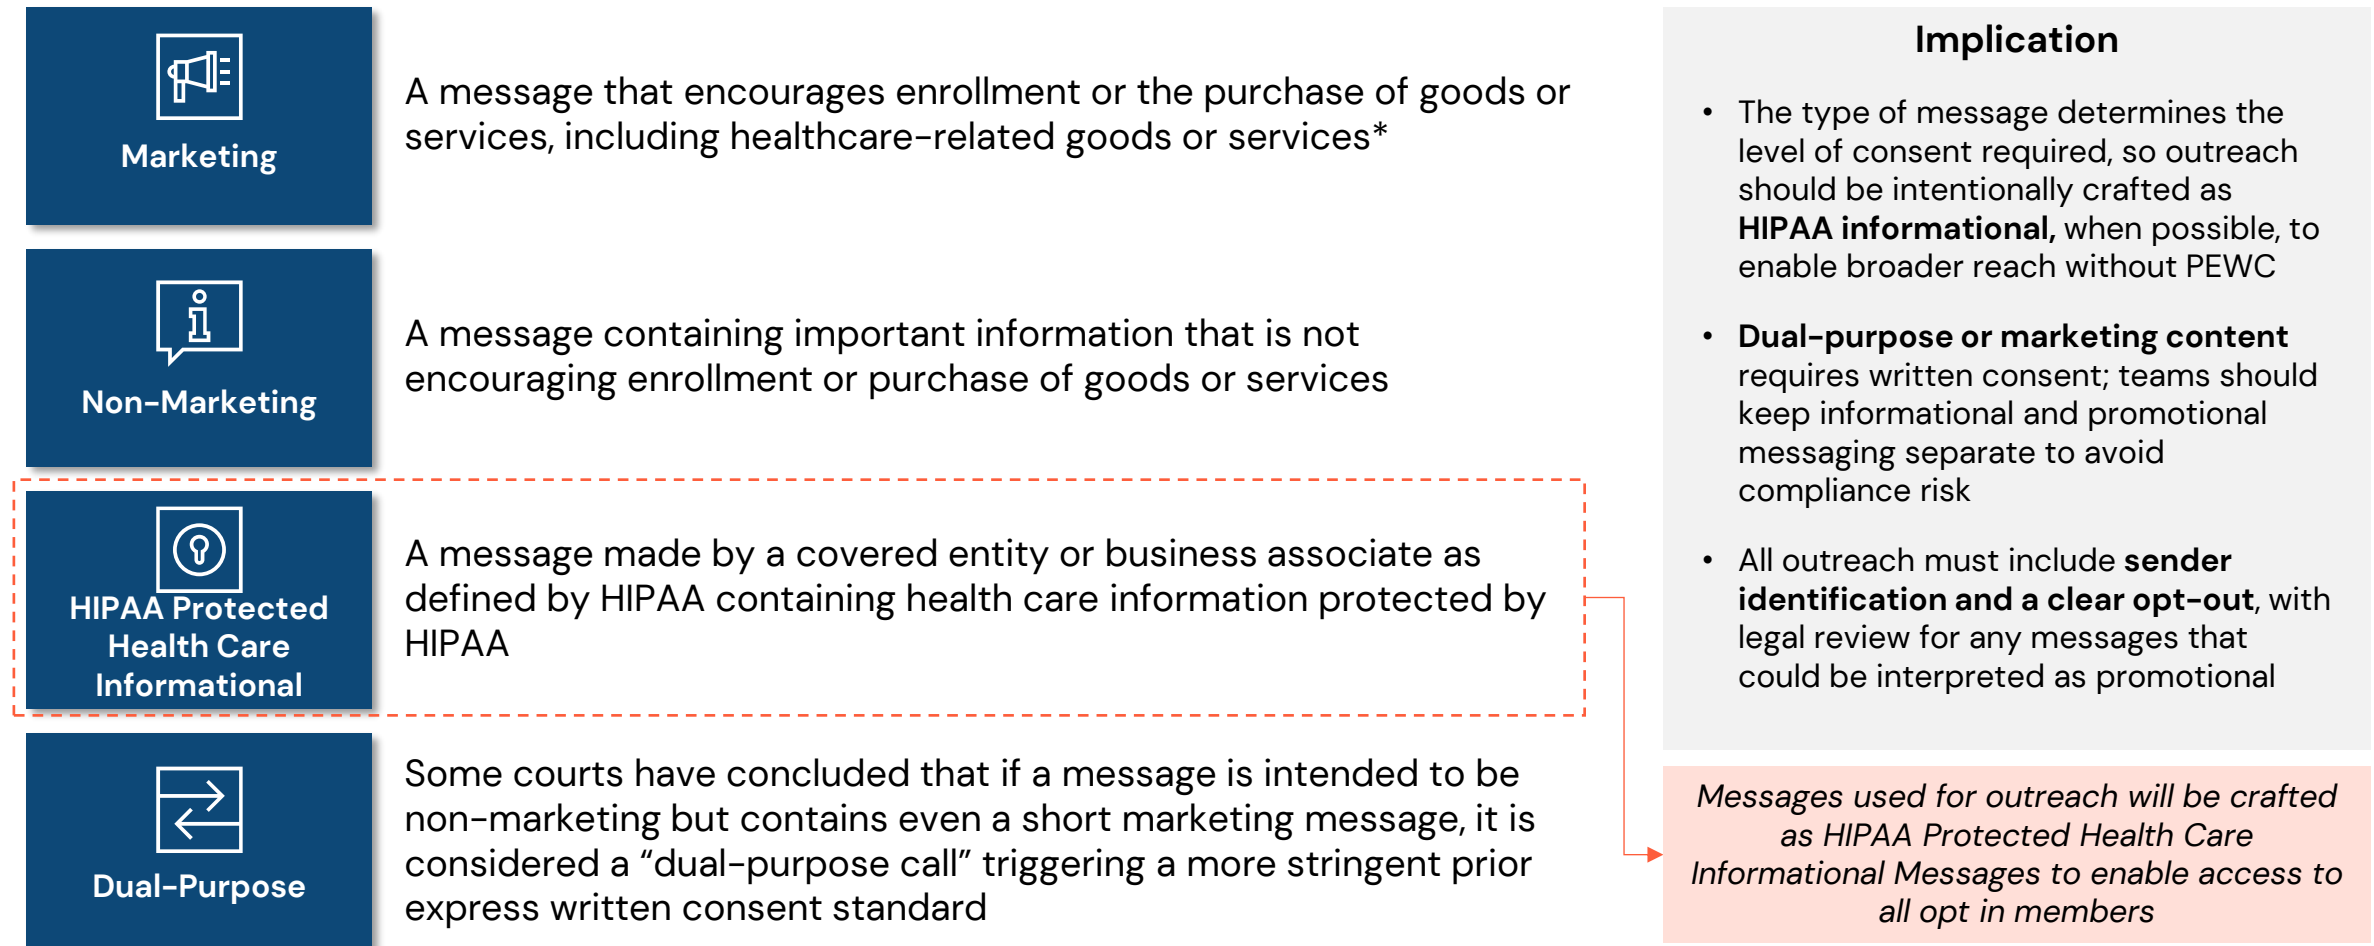 Marketing
A message that encourages enrollment or the purchase of goods or
services, including healthcare-related goods or services*
Non-Marketing
A message containing important information that is not
encouraging enrollment or purchase of goods or services
HIPAA Protected
Health Care
Informational
A message made by a covered entity or business associate as
defined by HIPAA containing health care information protected by
HIPAA
Dual-Purpose
Some courts have concluded that if a message is intended to be
non-marketing but contains even a short marketing message, it is
considered a “dual-purpose call” triggering a more stringent prior
express written consent standard
Implication
• The type of message determines the
level of consent required, so outreach
should be intentionally crafted as
HIPAA informational, when possible, to
enable broader reach without PEWC
• Dual-purpose or marketing content
requires written consent; teams should
keep informational and promotional
messaging separate to avoid
compliance risk
• All outreach must include sender
identification and a clear opt-out, with
legal review for any messages that
could be interpreted as promotional
Messages used for outreach will be crafted
as HIPAA Protected Health Care
Informational Messages to enable access to
all opt in members